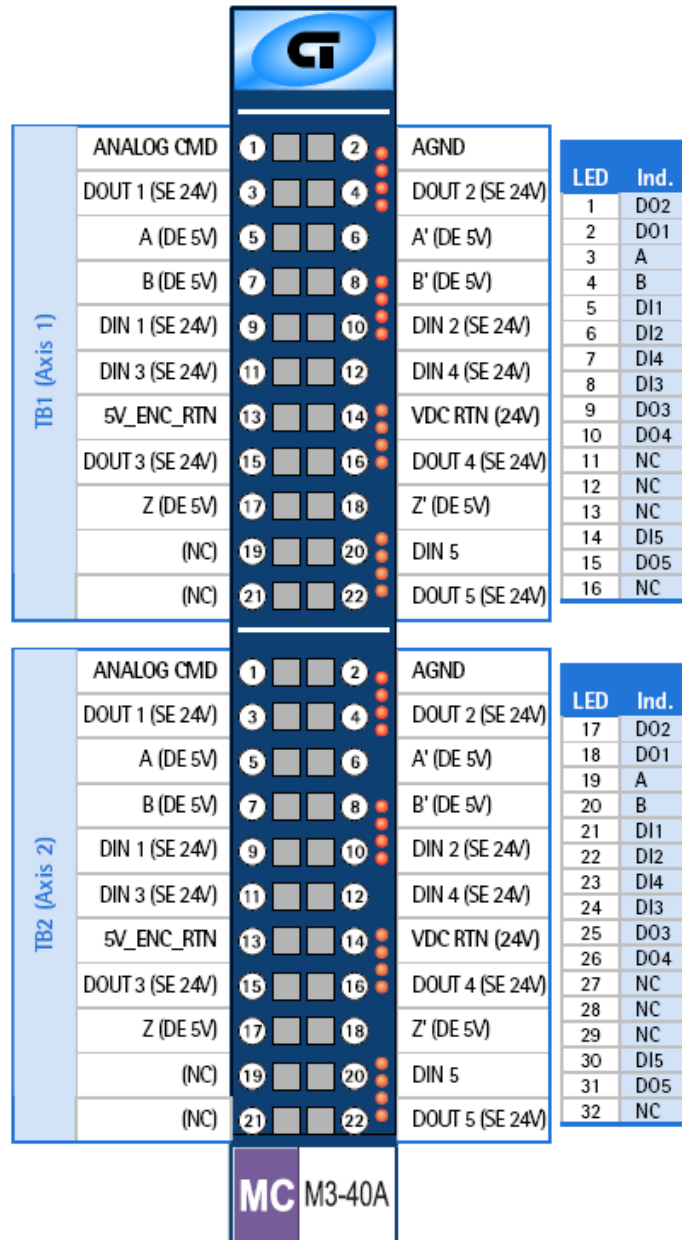 CT
ANALOG CMD 1 2 AGND
DOUT 1 (SE 24V) 3 4 DOUT 2 (SE 24V)
A (DE 5V) 5 6 A' (DE 5V)
B (DE 5V) 7 8 B' (DE 5V)
DIN 1 (SE 24V) 9 10 DIN 2 (SE 24V)
DIN 3 (SE 24V) 11 12 DIN 4 (SE 24V)
5V_ENC_RTN 13 14 VDC RTN (24V)
DOUT 3 (SE 24V) 15 16 DOUT 4 (SE 24V)
Z (DE 5V) 17 18 Z' (DE 5V)
(NC) 19 20 DIN 5
(NC) 21 22 DOUT 5 (SE 24V)
TB1 (Axis 1)
LED Ind.
1 DO2
2 DO1
3 A
4 B
5 DI1
6 DI2
7 DI4
8 DI3
9 DO3
10 DO4
11 NC
12 NC
13 NC
14 DI5
15 DO5
16 NC
ANALOG CMD 1 2 AGND
DOUT 1 (SE 24V) 3 4 DOUT 2 (SE 24V)
A (DE 5V) 5 6 A' (DE 5V)
B (DE 5V) 7 8 B' (DE 5V)
DIN 1 (SE 24V) 9 10 DIN 2 (SE 24V)
DIN 3 (SE 24V) 11 12 DIN 4 (SE 24V)
5V_ENC_RTN 13 14 VDC RTN (24V)
DOUT 3 (SE 24V) 15 16 DOUT 4 (SE 24V)
Z (DE 5V) 17 18 Z' (DE 5V)
(NC) 19 20 DIN 5
(NC) 21 22 DOUT 5 (SE 24V)
TB2 (Axis 2)
LED Ind.
17 DO2
18 DO1
19 A
20 B
21 DI1
22 DI2
23 DI4
24 DI3
25 DO3
26 DO4
27 NC
28 NC
29 NC
30 DI5
31 DO5
32 NC
MC M3-40A